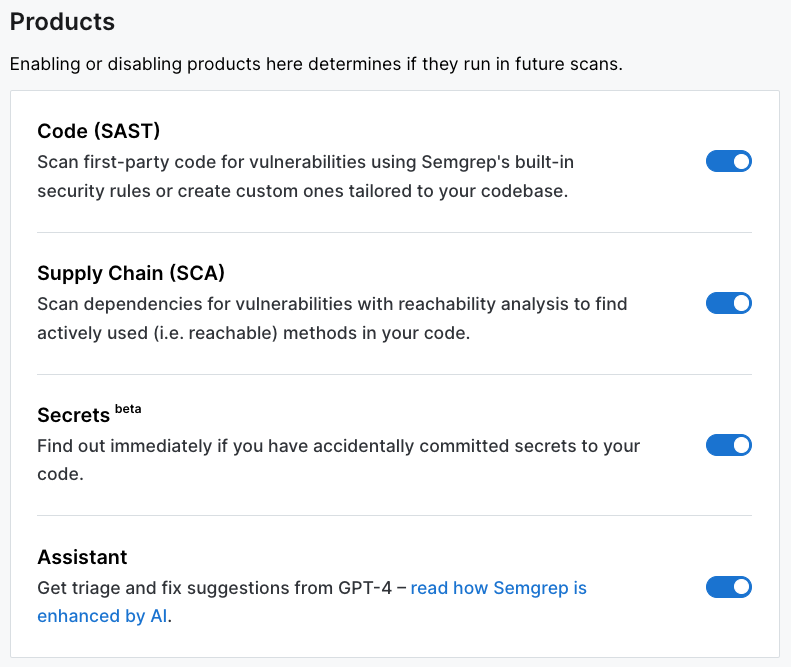 Products
Enabling or disabling products here determines if they run in future scans.
Code (SAST)
Scan first-party code for vulnerabilities using Semgrep's built-in
security rules or create custom ones tailored to your codebase.
Supply Chain (SCA)
Scan dependencies for vulnerabilities with reachability analysis to find
actively used (i.e. reachable) methods in your code.
Secrets beta
Find out immediately if you have accidentally committed secrets to your
code.
Assistant
Get triage and fix suggestions from GPT-4 – read how Semgrep is
enhanced by AI.